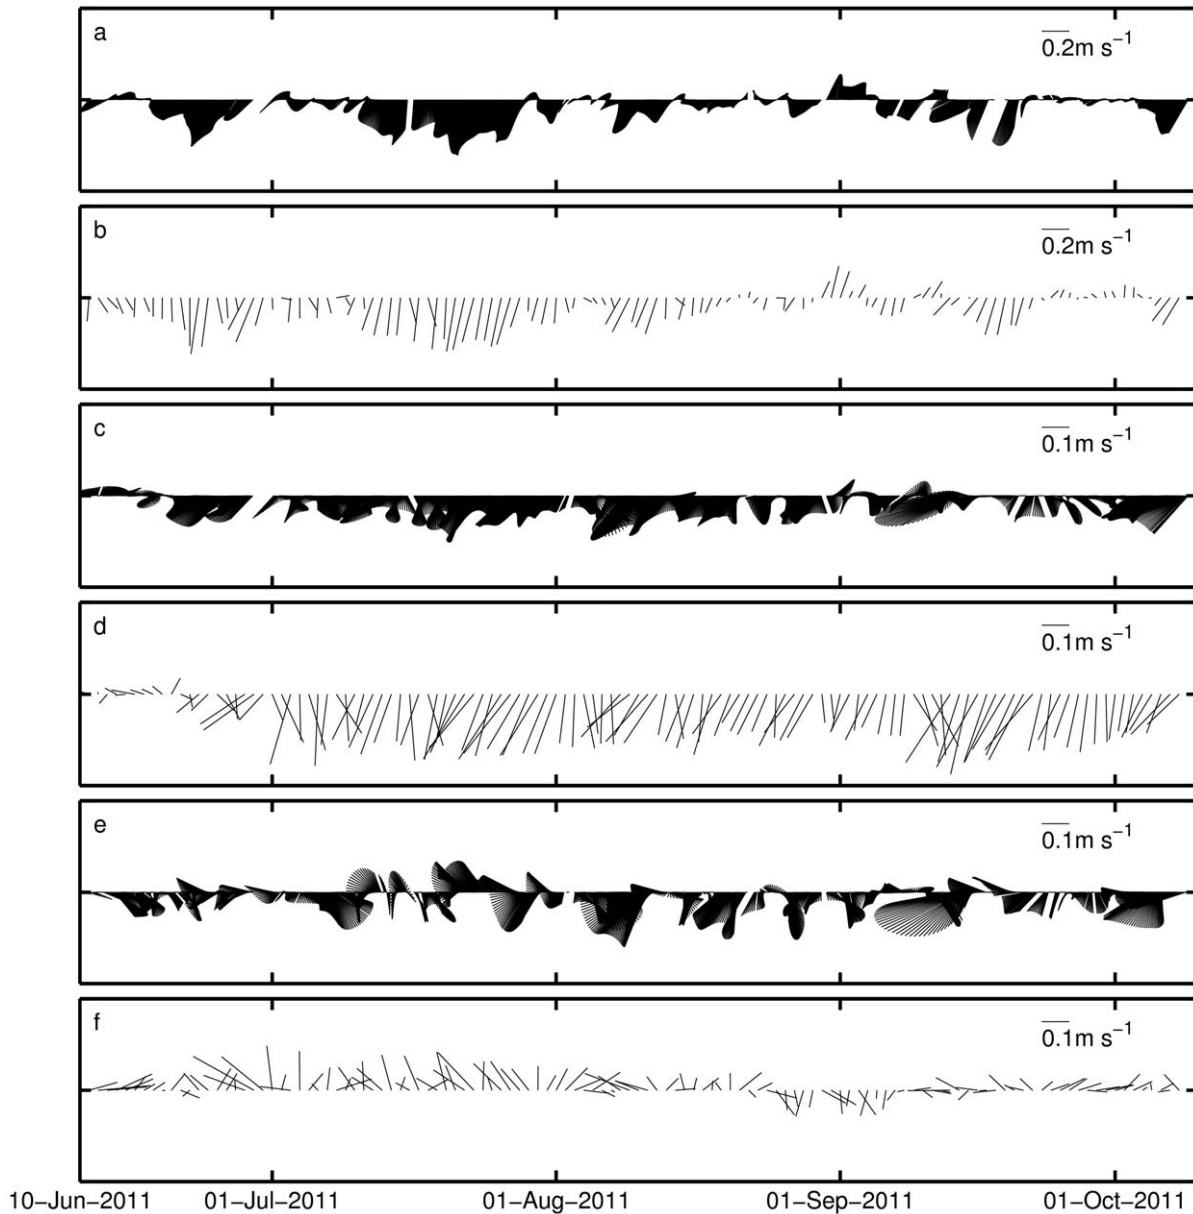 a
0.2m s⁻¹
b
0.2m s⁻¹
c
0.1m s⁻¹
d
0.1m s⁻¹
e
0.1m s⁻¹
f
0.1m s⁻¹
10−Jun−2011 01−Jul−2011 01−Aug−2011 01−Sep−2011 01−Oct−2011